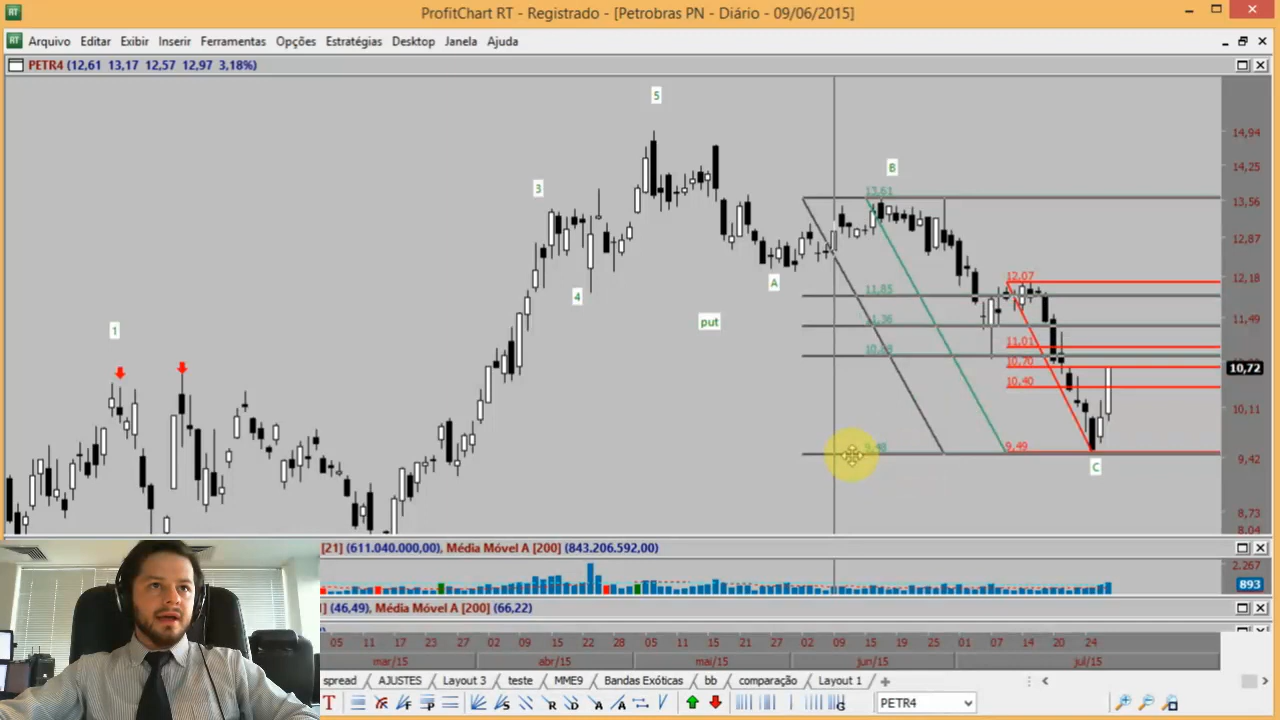 RT ProfitChart RT - Registrado - [Petrobras PN - Diário - 09/06/2015]
RT Arquivo Editar Exibir Inserir Ferramentas Opções Estratégias Desktop Janela Ajuda
PETR4 (12,61 13,17 12,57 12,97 3,18%)
5
14,94
14,25
B
3
13,61
13,56
12,87
12,07
12,18
A
11,85
4
put
11,36
11,49
1
11,01
10,70
10,72
10,40
10,11
9,49
9,42
C
8,73
8,04
[21] (611.040.000,00), Média Móvel A [200] (843.206.592,00)
2.267
893
(46,49), Média Móvel A [200] (66,22)
05 11 17 23 27 02 08 14 22 28 05 11 15 21 27 02 09 15 19 25 01 07 14 20 24
mar/15 abr/15 mai/15 jun/15 jul/15
spread AJUSTES Layout 3 teste MME9 Bandas Exóticas bb comparação Layout 1
PETR4